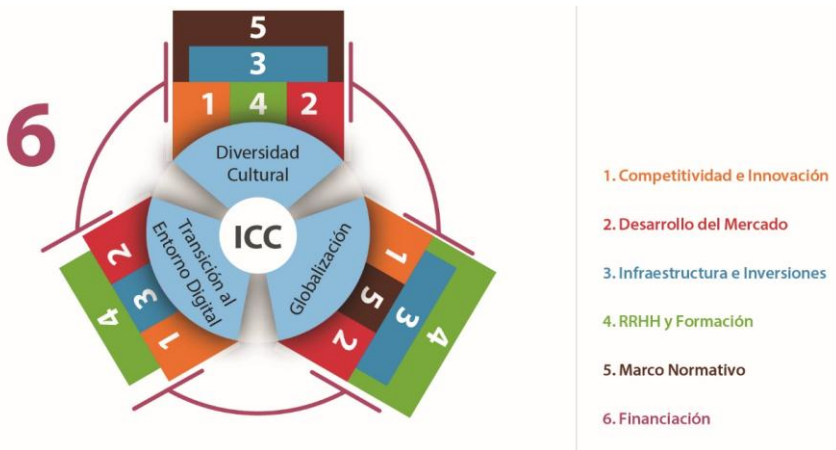 6
5
3
1 4 2
Diversidad
Cultural
ICC
Transición al
Entorno Digital
2
3
1
4
Globalización
1
5
2
3
4
1. Competitividad e Innovación
2. Desarrollo del Mercado
3. Infraestructura e Inversiones
4. RRHH y Formación
5. Marco Normativo
6. Financiación